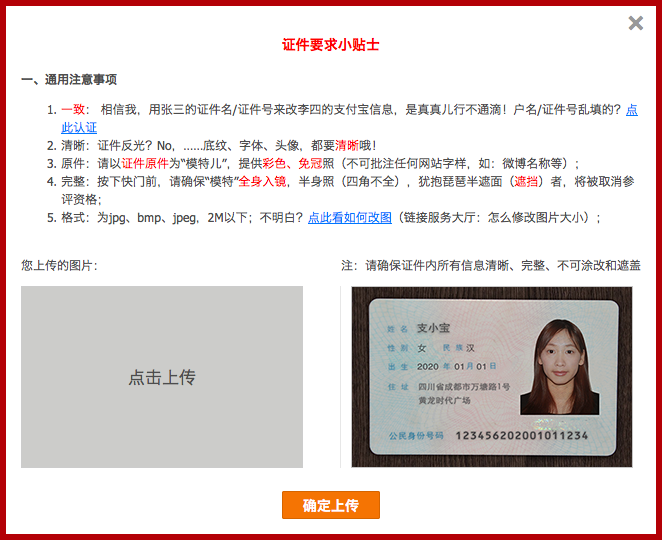 证件要求小贴士
一、通用注意事项
1. 一致： 相信我，用张三的证件名/证件号来改李四的支付宝信息，是真真儿行不通滴！户名/证件号乱填的？点
此认证
2. 清晰：证件反光？No，......底纹、字体、头像，都要清晰哦！
3. 原件：请以证件原件为“模特儿”，提供彩色、免冠照（不可批注任何网站字样，如：微博名称等）；
4. 完整：按下快门前，请确保“模特”全身入镜，半身照（四角不全），犹抱琵琶半遮面（遮挡）者，将被取消参
评资格；
5. 格式：为jpg、bmp、jpeg，2M以下；不明白？点此看如何改图（链接服务大厅：怎么修改图片大小）；
您上传的图片：
注：请确保证件内所有信息清晰、完整、不可涂改和遮盖
点击上传
姓名 支小宝
性别 女 民族 汉
出生 2020 年 01 月 01 日
住址 四川省成都市万塘路1号
黄龙时代广场
公民身份号码 123456202001011234
确定上传